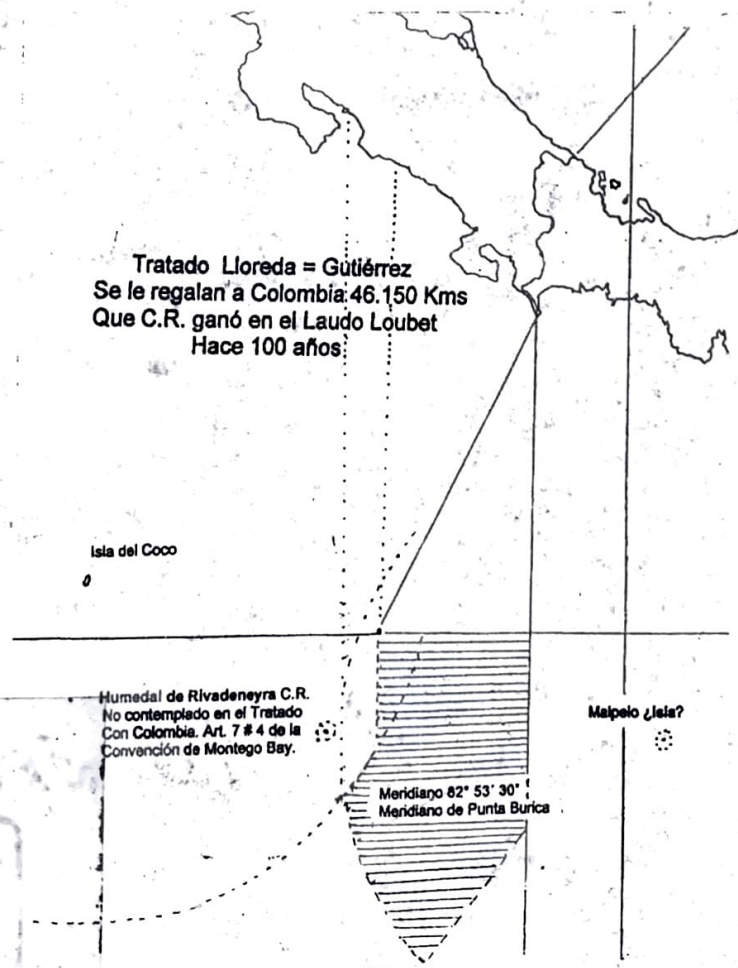 Tratado Lloreda = Gutiérrez
Se le regalan a Colombia 46.150 Kms
Que C.R. ganó en el Laudo Loubet
Hace 100 años
Isla del Coco
Humedal de Rivadeneyra C.R.
No contemplado en el Tratado
Con Colombia. Art. 7 # 4 de la
Convención de Montego Bay.
Malpelo ¿Isla?
Meridiano 82° 53´ 30"
Meridiano de Punta Burica